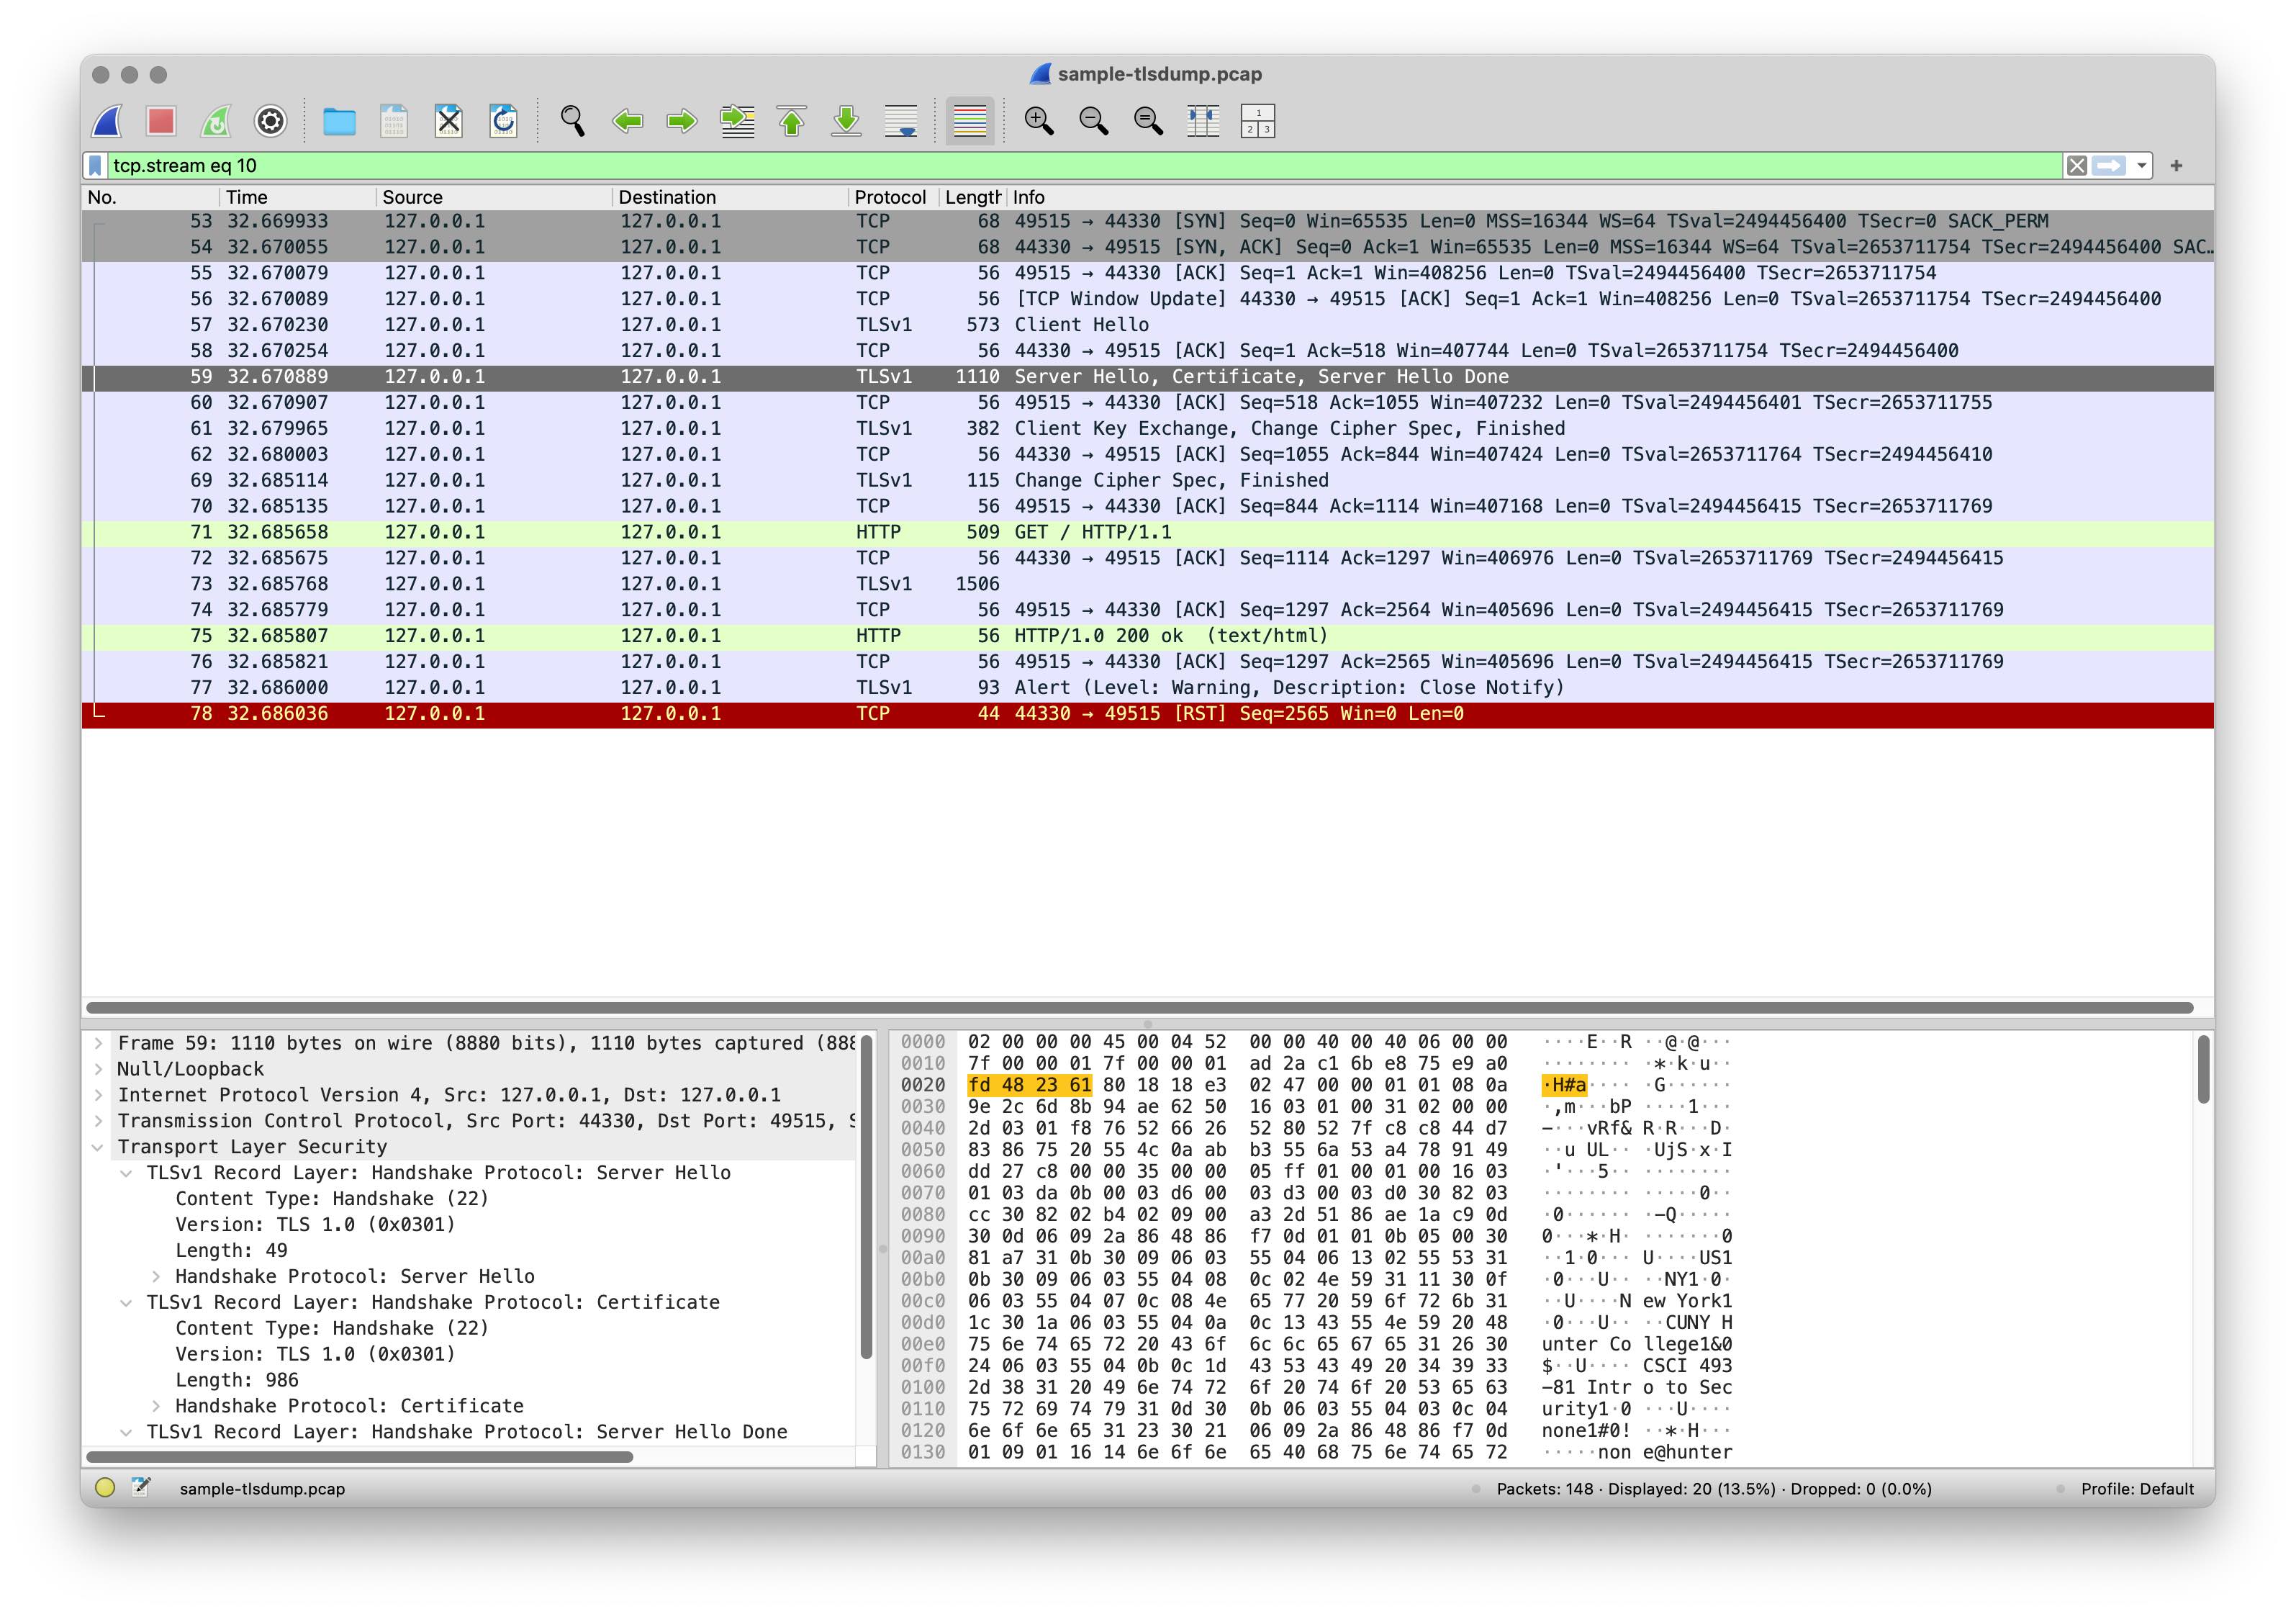 sample-tlsdump.pcap
tcp.stream eq 10
No. Time Source Destination Protocol Length Info
53 32.669933 127.0.0.1 127.0.0.1 TCP 68 49515 → 44330 [SYN] Seq=0 Win=65535 Len=0 MSS=16344 WS=64 TSval=2494456400 TSecr=0 SACK_PERM
54 32.670055 127.0.0.1 127.0.0.1 TCP 68 44330 → 49515 [SYN, ACK] Seq=0 Ack=1 Win=65535 Len=0 MSS=16344 WS=64 TSval=2653711754 TSecr=2494456400 SAC…
55 32.670079 127.0.0.1 127.0.0.1 TCP 56 49515 → 44330 [ACK] Seq=1 Ack=1 Win=408256 Len=0 TSval=2494456400 TSecr=2653711754
56 32.670089 127.0.0.1 127.0.0.1 TCP 56 [TCP Window Update] 44330 → 49515 [ACK] Seq=1 Ack=1 Win=408256 Len=0 TSval=2653711754 TSecr=2494456400
57 32.670230 127.0.0.1 127.0.0.1 TLSv1 573 Client Hello
58 32.670254 127.0.0.1 127.0.0.1 TCP 56 44330 → 49515 [ACK] Seq=1 Ack=518 Win=407744 Len=0 TSval=2653711754 TSecr=2494456400
59 32.670889 127.0.0.1 127.0.0.1 TLSv1 1110 Server Hello, Certificate, Server Hello Done
60 32.670907 127.0.0.1 127.0.0.1 TCP 56 49515 → 44330 [ACK] Seq=518 Ack=1055 Win=407232 Len=0 TSval=2494456401 TSecr=2653711755
61 32.679965 127.0.0.1 127.0.0.1 TLSv1 382 Client Key Exchange, Change Cipher Spec, Finished
62 32.680003 127.0.0.1 127.0.0.1 TCP 56 44330 → 49515 [ACK] Seq=1055 Ack=844 Win=407424 Len=0 TSval=2653711764 TSecr=2494456410
69 32.685114 127.0.0.1 127.0.0.1 TLSv1 115 Change Cipher Spec, Finished
70 32.685135 127.0.0.1 127.0.0.1 TCP 56 49515 → 44330 [ACK] Seq=844 Ack=1114 Win=407168 Len=0 TSval=2494456415 TSecr=2653711769
71 32.685658 127.0.0.1 127.0.0.1 HTTP 509 GET / HTTP/1.1
72 32.685675 127.0.0.1 127.0.0.1 TCP 56 44330 → 49515 [ACK] Seq=1114 Ack=1297 Win=406976 Len=0 TSval=2653711769 TSecr=2494456415
73 32.685768 127.0.0.1 127.0.0.1 TLSv1 1506
74 32.685779 127.0.0.1 127.0.0.1 TCP 56 49515 → 44330 [ACK] Seq=1297 Ack=2564 Win=405696 Len=0 TSval=2494456415 TSecr=2653711769
75 32.685807 127.0.0.1 127.0.0.1 HTTP 56 HTTP/1.0 200 ok (text/html)
76 32.685821 127.0.0.1 127.0.0.1 TCP 56 49515 → 44330 [ACK] Seq=1297 Ack=2565 Win=405696 Len=0 TSval=2494456415 TSecr=2653711769
77 32.686000 127.0.0.1 127.0.0.1 TLSv1 93 Alert (Level: Warning, Description: Close Notify)
78 32.686036 127.0.0.1 127.0.0.1 TCP 44 44330 → 49515 [RST] Seq=2565 Win=0 Len=0
Frame 59: 1110 bytes on wire (8880 bits), 1110 bytes captured (888
Null/Loopback
Internet Protocol Version 4, Src: 127.0.0.1, Dst: 127.0.0.1
Transmission Control Protocol, Src Port: 44330, Dst Port: 49515, S
Transport Layer Security
TLSv1 Record Layer: Handshake Protocol: Server Hello
Content Type: Handshake (22)
Version: TLS 1.0 (0x0301)
Length: 49
Handshake Protocol: Server Hello
TLSv1 Record Layer: Handshake Protocol: Certificate
Content Type: Handshake (22)
Version: TLS 1.0 (0x0301)
Length: 986
Handshake Protocol: Certificate
TLSv1 Record Layer: Handshake Protocol: Server Hello Done
0000 02 00 00 00 45 00 04 52 00 00 40 00 40 06 00 00 ····E··R ··@·@···
0010 7f 00 00 01 7f 00 00 01 ad 2a c1 6b e8 75 e9 a0 ········ ·*·k·u··
0020 fd 48 23 61 80 18 18 e3 02 47 00 00 01 01 08 0a ·H#a···· ·G······
0030 9e 2c 6d 8b 94 ae 62 50 16 03 01 00 31 02 00 00 ·,m···bP ····1···
0040 2d 03 01 f8 76 52 66 26 52 80 52 7f c8 c8 44 d7 -···vRf& R·R···D·
0050 83 86 75 20 55 4c 0a ab b3 55 6a 53 a4 78 91 49 ··u UL·· ·UjS·x·I
0060 dd 27 c8 00 00 35 00 00 05 ff 01 00 01 00 16 03 ·'···5·· ········
0070 01 03 da 0b 00 03 d6 00 03 d3 00 03 d0 30 82 03 ········ ·····0··
0080 cc 30 82 02 b4 02 09 00 a3 2d 51 86 ae 1a c9 0d ·0······ ·-Q·····
0090 30 0d 06 09 2a 86 48 86 f7 0d 01 01 0b 05 00 30 0···*·H· ·······0
00a0 81 a7 31 0b 30 09 06 03 55 04 06 13 02 55 53 31 ··1·0··· U····US1
00b0 0b 30 09 06 03 55 04 08 0c 02 4e 59 31 11 30 0f ·0···U·· ··NY1·0·
00c0 06 03 55 04 07 0c 08 4e 65 77 20 59 6f 72 6b 31 ··U····N ew York1
00d0 1c 30 1a 06 03 55 04 0a 0c 13 43 55 4e 59 20 48 ·0···U·· ··CUNY H
00e0 75 6e 74 65 72 20 43 6f 6c 6c 65 67 65 31 26 30 unter Co llege1&0
00f0 24 06 03 55 04 0b 0c 1d 43 53 43 49 20 34 39 33 $··U···· CSCI 493
0100 2d 38 31 20 49 6e 74 72 6f 20 74 6f 20 53 65 63 -81 Intr o to Sec
0110 75 72 69 74 79 31 0d 30 0b 06 03 55 04 03 0c 04 urity1·0 ···U····
0120 6e 6f 6e 65 31 23 30 21 06 09 2a 86 48 86 f7 0d none1#0! ··*·H···
0130 01 09 01 16 14 6e 6f 6e 65 40 68 75 6e 74 65 72 ·····non e@hunter
sample-tlsdump.pcap
Packets: 148 · Displayed: 20 (13.5%) · Dropped: 0 (0.0%)
Profile: Default